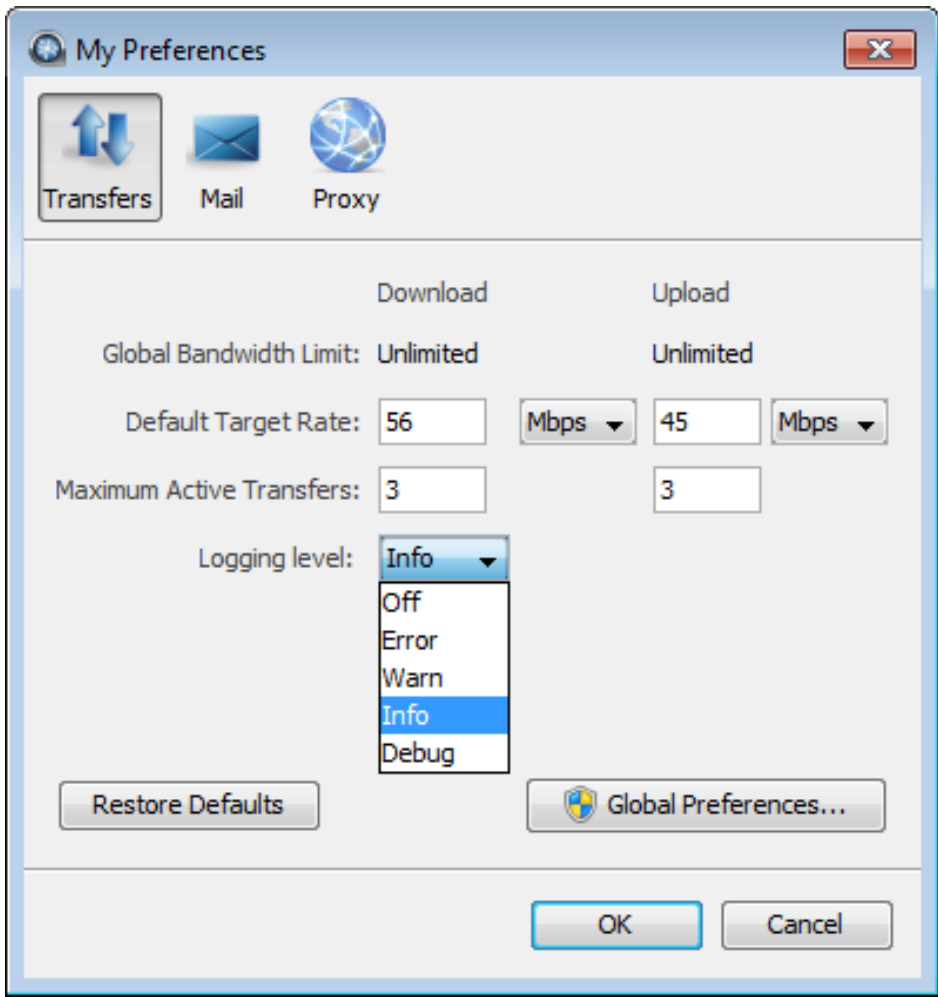 My Preferences
Transfers Mail Proxy
Download Upload
Global Bandwidth Limit: Unlimited Unlimited
Default Target Rate: 56 Mbps 45 Mbps
Maximum Active Transfers: 3 3
Logging level: Info
Off
Error
Warn
Info
Debug
Restore Defaults Global Preferences...
OK Cancel